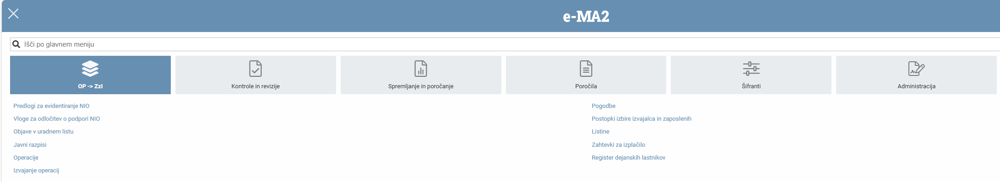 e-MA2
Išči po glavnem meniju
OP -> ZzI
Kontrole in revizije
Spremljanje in poročanje
Poročila
Šifranti
Administracija
Predlogi za evidentiranje NIO
Vloge za odločitev o podpori NIO
Objave v uradnem listu
Javni razpisi
Operacije
Izvajanje operacij
Pogodbe
Postopki izbire izvajalca in zaposlenih
Listine
Zahtevki za izplačilo
Register dejanskih lastnikov